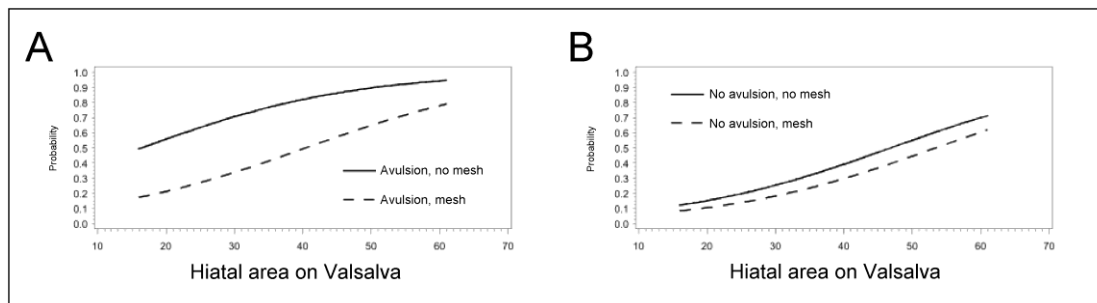 A
B
Probability
1.0
0.9
0.8
0.7
0.6
0.5
0.4
0.3
0.2
0.1
0.0
Avulsion, no mesh
Avulsion, mesh
10 20 30 40 50 60 70
Hiatal area on Valsalva
Probability
1.0
0.9
0.8
0.7
0.6
0.5
0.4
0.3
0.2
0.1
0.0
No avulsion, no mesh
No avulsion, mesh
10 20 30 40 50 60 70
Hiatal area on Valsalva